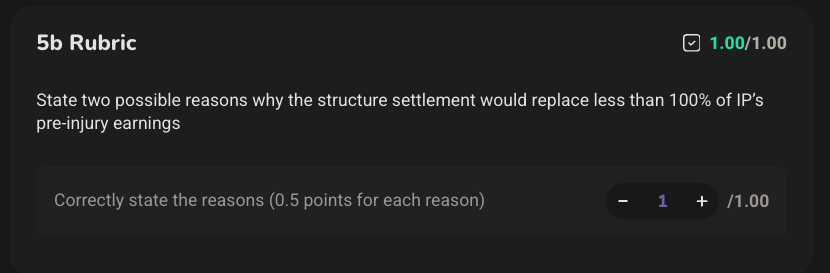 5b Rubric
1.00/1.00
State two possible reasons why the structure settlement would replace less than 100% of IP’s
pre-injury earnings
Correctly state the reasons (0.5 points for each reason)
− 1 + /1.00